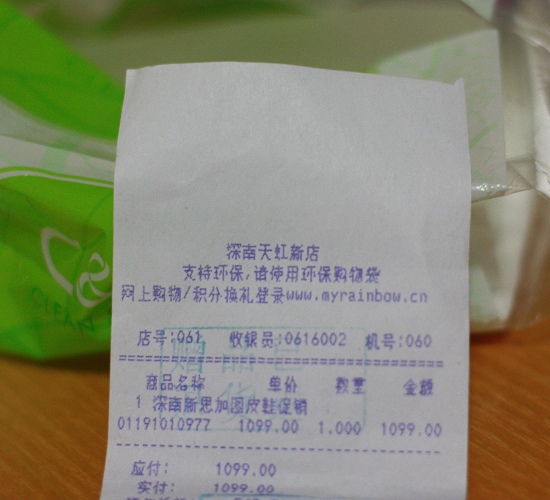 深南天虹新店
支持环保,请使用环保购物袋
网上购物/积分换礼登录www.myrainbow.cn
店号:061 收银员:0616002 机号:060
商品名称 单价 数量 金额
1 深南新思加图皮鞋促销
01191010977 1099.00 1.000 1099.00
应付: 1099.00
实付: 1099.00
赠品已